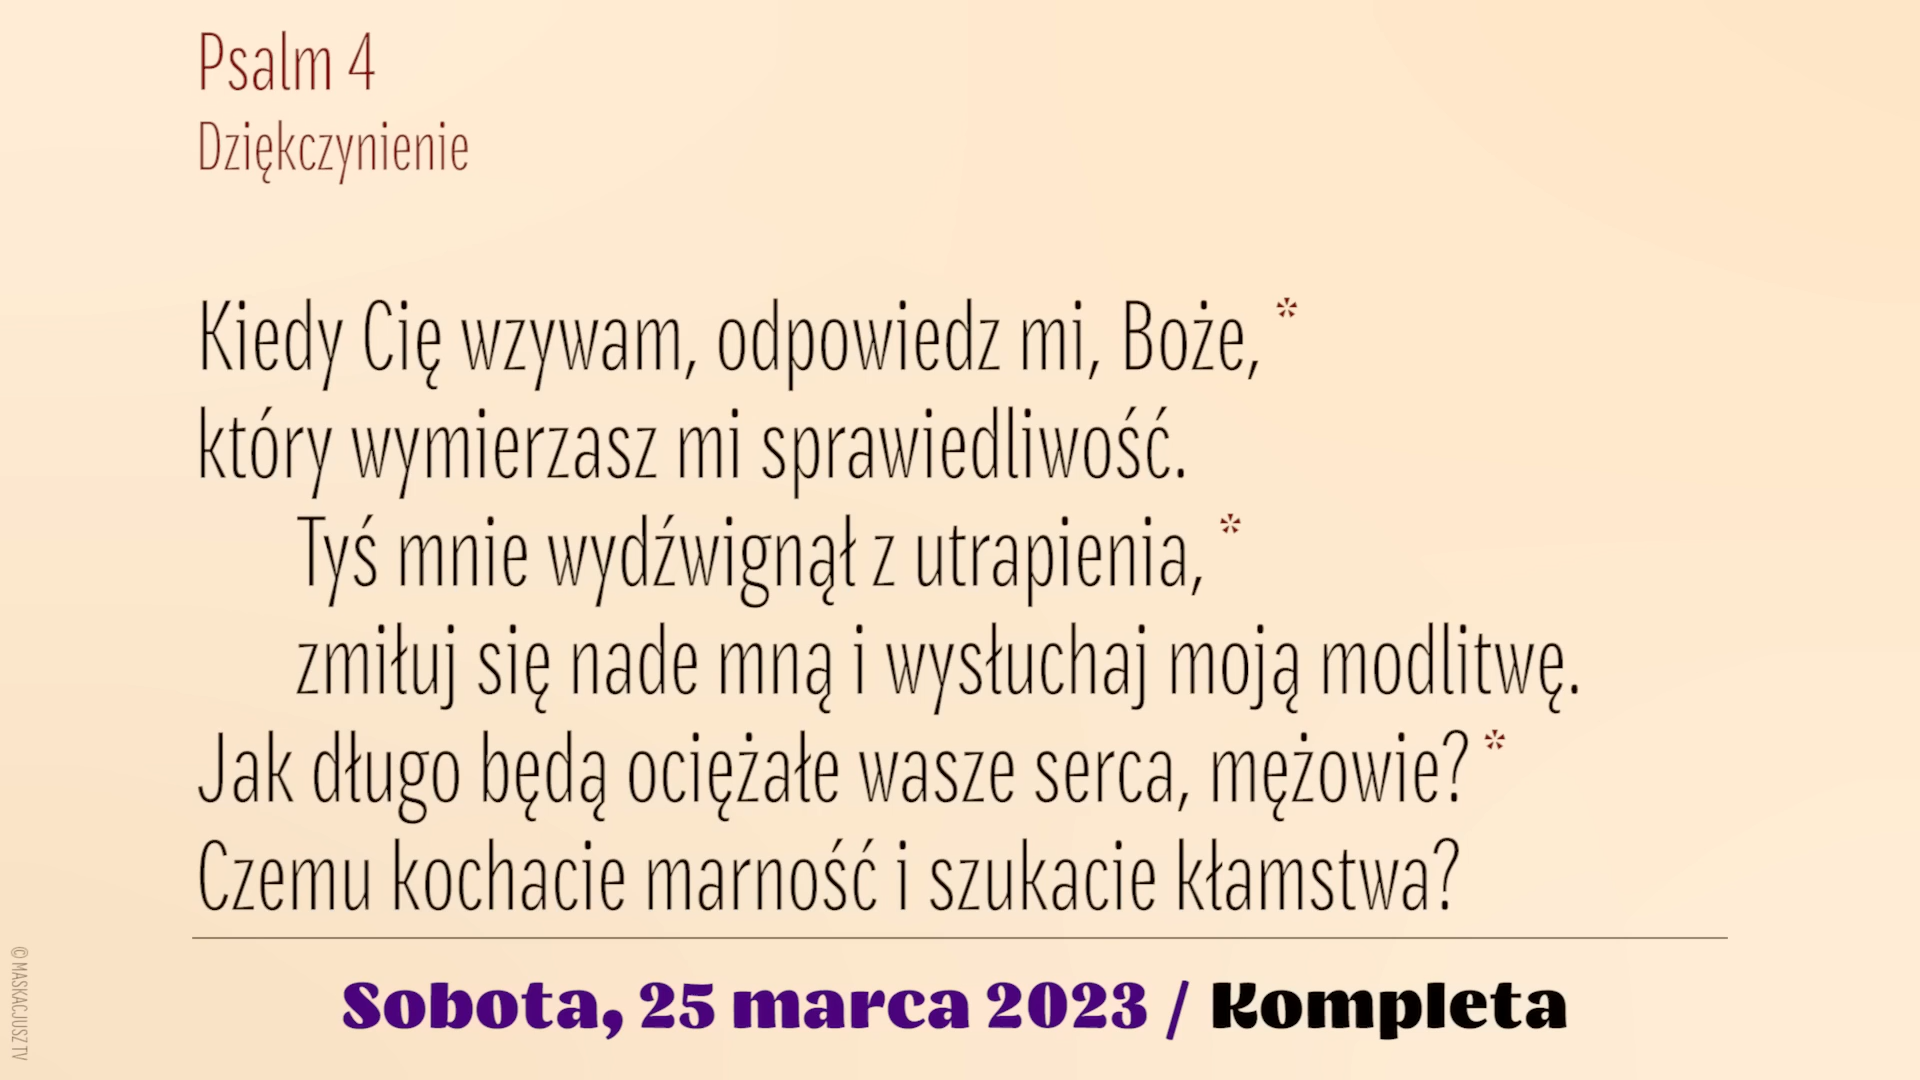 Psalm 4
Dziękczynienie
Kiedy Cię wzywam, odpowiedz mi, Boże, *
który wymierzasz mi sprawiedliwość.
Tyś mnie wydźwignął z utrapienia, *
zmiłuj się nade mną i wysłuchaj moją modlitwę.
Jak długo będą ociężałe wasze serca, mężowie? *
Czemu kochacie marność i szukacie kłamstwa?
Sobota, 25 marca 2023 / Kompleta
© MASKACJUSZ TV